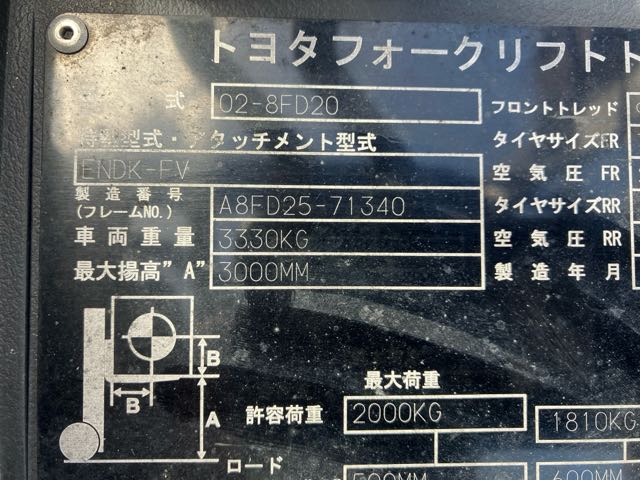 トヨタフォークリフト
式 02-8FD20 フロントトレッド
特型型式・アタッチメント型式 タイヤサイズFR
ENDK-FV 空気圧 FR
製造番号
(フレームNO.) A8FD25-71340 タイヤサイズRR
車両重量 3330KG 空気圧 RR
最大揚高"A" 3000MM 製造年月
B
B
A
最大荷重
許容荷重 2000KG 1810KG
ロード 500MM 600MM